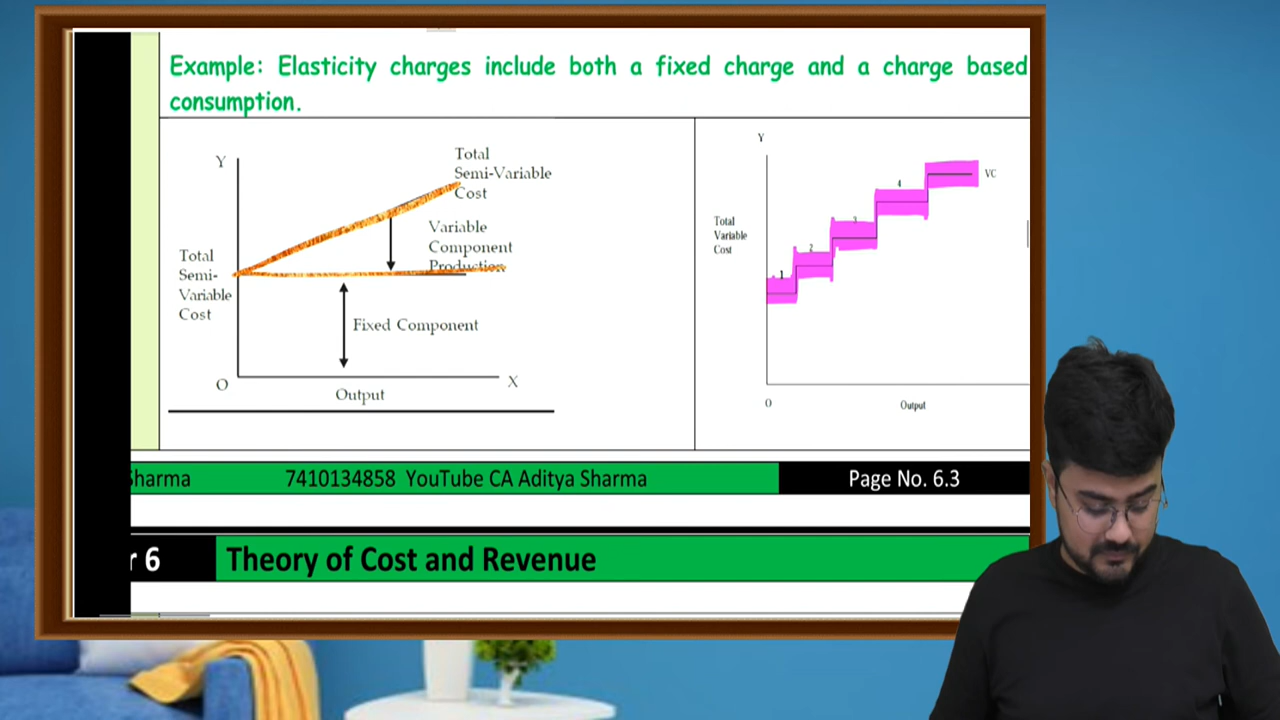 Example: Elasticity charges include both a fixed charge and a charge based
consumption.
Y
Total
Semi-Variable
Cost
Variable
Component
Production
Total
Semi-
Variable
Cost
Fixed Component
O
X
Output
Y
Total
Variable
Cost
1
2
3
4
VC
0
Output
Sharma 7410134858 YouTube CA Aditya Sharma Page No. 6.3
r 6 Theory of Cost and Revenue